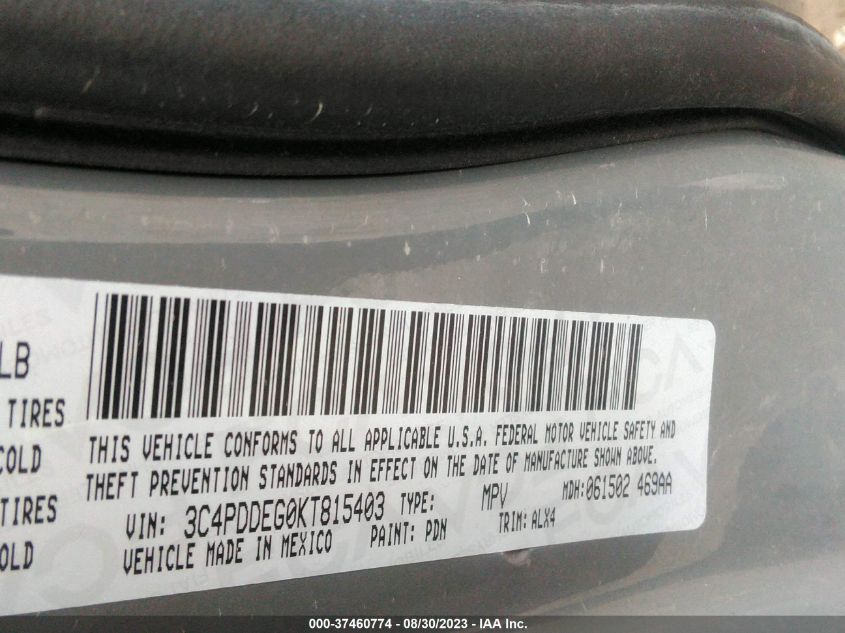 LB
TIRES
COLD
TIRES
OLD
THIS VEHICLE CONFORMS TO ALL APPLICABLE U.S.A. FEDERAL MOTOR VEHICLE SAFETY AND
THEFT PREVENTION STANDARDS IN EFFECT ON THE DATE OF MANUFACTURE SHOWN ABOVE.
VIN: 3C4PDDEG0KT815403 TYPE: MPV MDH:061502 469AA
VEHICLE MADE IN MEXICO PAINT: PDN TRIM: ALX4
000-37460774 - 08/30/2023 - IAA Inc.